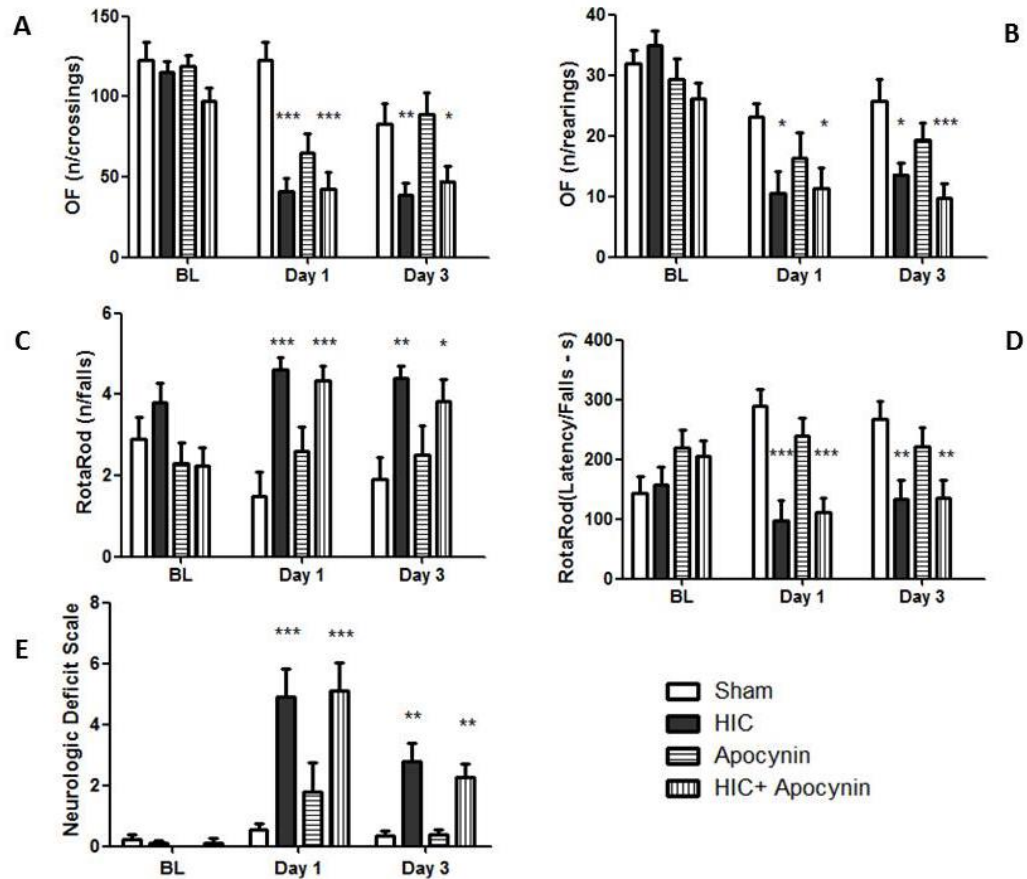 A
OF (n/crossings)
150
100
50
0
*** *** ** *
BL Day 1 Day 3
B
OF (n/rearings)
40
30
20
10
0
* * * ***
BL Day 1 Day 3
C
RotaRod (n/falls)
6
4
2
0
*** *** ** *
BL Day 1 Day 3
D
RotaRod(Latency/Falls - s)
400
300
200
100
0
*** *** ** **
BL Day 1 Day 3
E
Neurologic Deficit Scale
8
6
4
2
0
*** *** ** **
BL Day 1 Day 3
Sham
HIC
Apocynin
HIC+ Apocynin